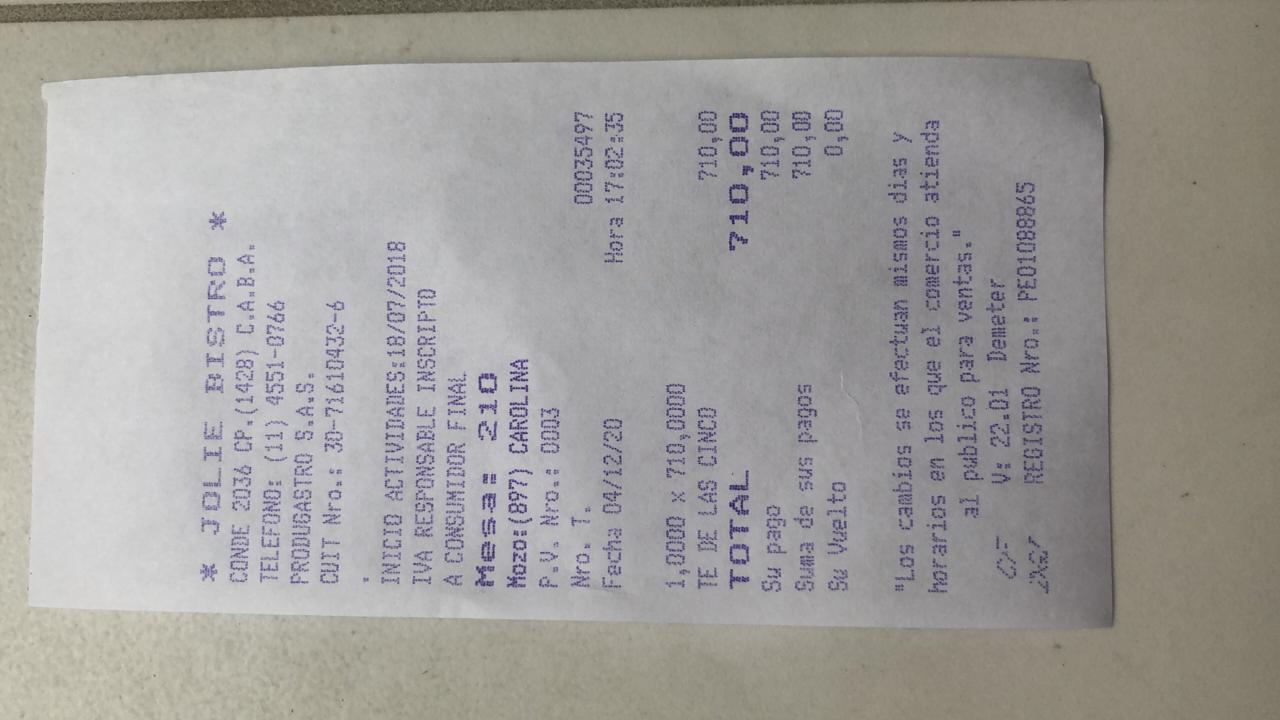 * JOLIE BISTRO *
CONDE 2036 CP.(1428) C.A.B.A.
TELEFONO: (11) 4551-0766
PRODUGASTRO S.A.S.
CUIT Nro.: 30-71610432-6
.
INICIO ACTIVIDADES:18/07/2018
IVA RESPONSABLE INSCRIPTO
A CONSUMIDOR FINAL
Mesa: 210
Mozo:(897) CAROLINA
P.V. Nro.: 0003
Nro. T. 00035497
Fecha 04/12/20 Hora 17:02:35
1,0000 x 710,0000
TE DE LAS CINCO 710,00
TOTAL 710,00
Su pago 710,00
Suma de sus pagos 710,00
Su Vuelto 0,00
"Los cambios se efectuan mismos dias y
horarios en los que el comercio atienda
al publico para ventas."
CF V: 22.01 Demeter
REGISTRO Nro.: PEO1088865